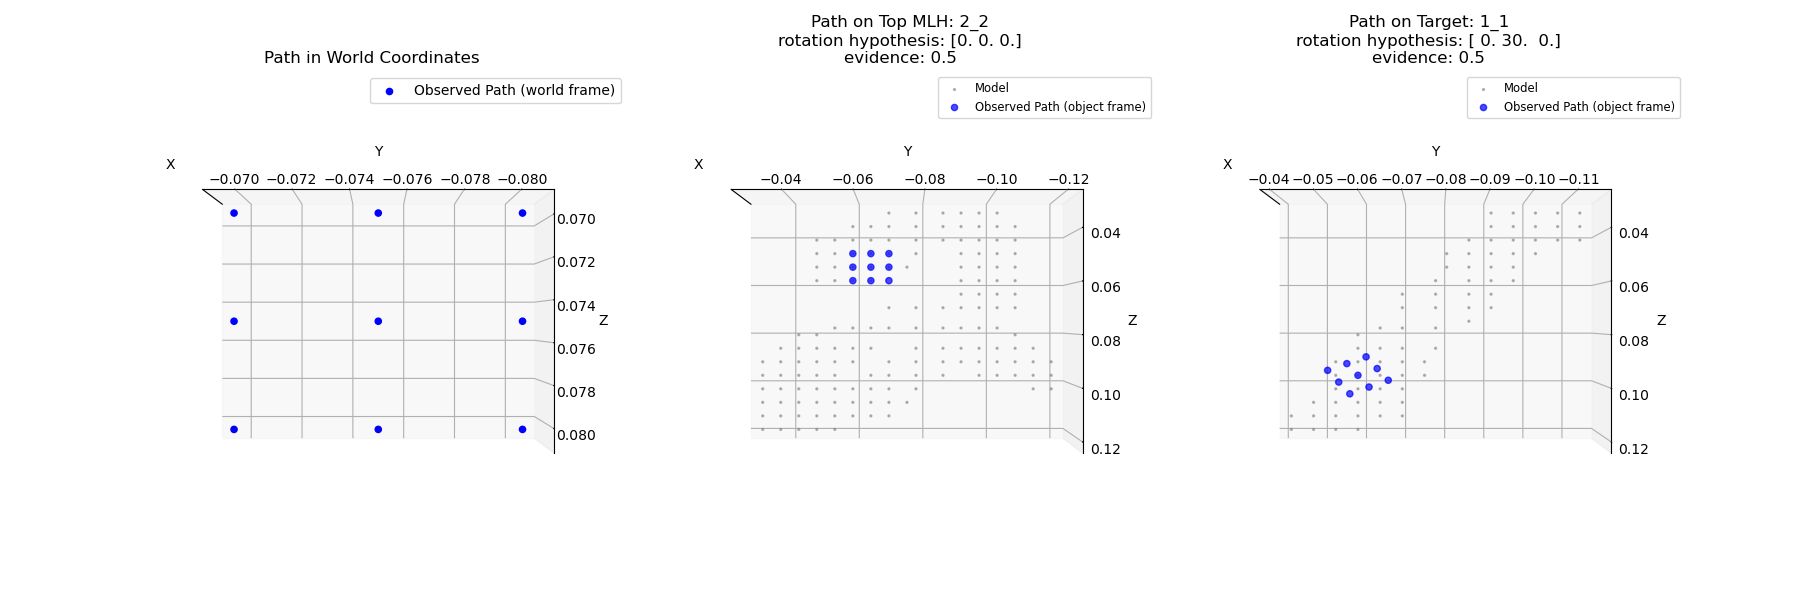 Path in World Coordinates
Observed Path (world frame)
X
Y
−0.070 −0.072 −0.074 −0.076 −0.078 −0.080
0.070
0.072
0.074
Z
0.076
0.078
0.080
Path on Top MLH: 2_2
rotation hypothesis: [0. 0. 0.]
evidence: 0.5
Model
Observed Path (object frame)
X
Y
−0.04 −0.06 −0.08 −0.10 −0.12
0.04
0.06
Z
0.08
0.10
0.12
Path on Target: 1_1
rotation hypothesis: [ 0. 30.  0.]
evidence: 0.5
Model
Observed Path (object frame)
X
Y
−0.04 −0.05 −0.06 −0.07 −0.08 −0.09 −0.10 −0.11
0.04
0.06
Z
0.08
0.10
0.12